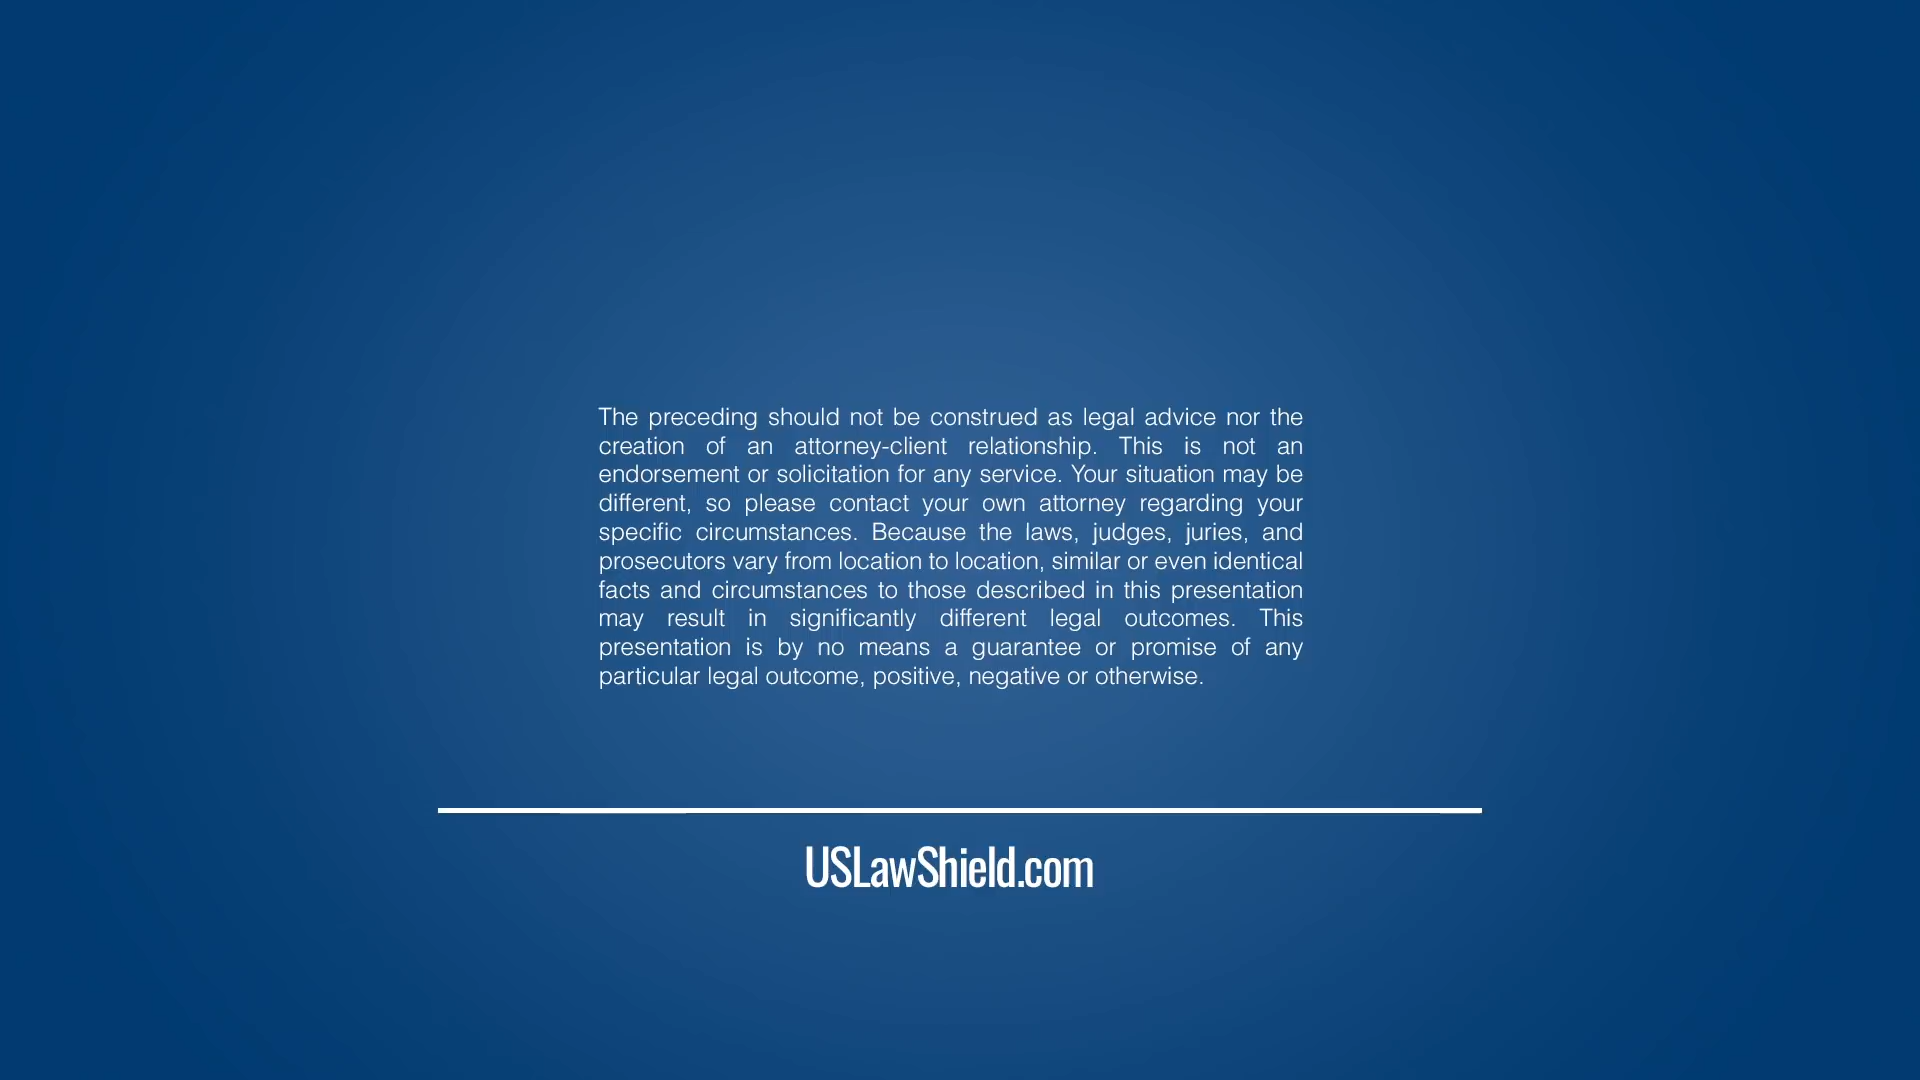 The preceding should not be construed as legal advice nor the
creation of an attorney-client relationship. This is not an
endorsement or solicitation for any service. Your situation may be
different, so please contact your own attorney regarding your
specific circumstances. Because the laws, judges, juries, and
prosecutors vary from location to location, similar or even identical
facts and circumstances to those described in this presentation
may result in significantly different legal outcomes. This
presentation is by no means a guarantee or promise of any
particular legal outcome, positive, negative or otherwise.
USLawShield.com